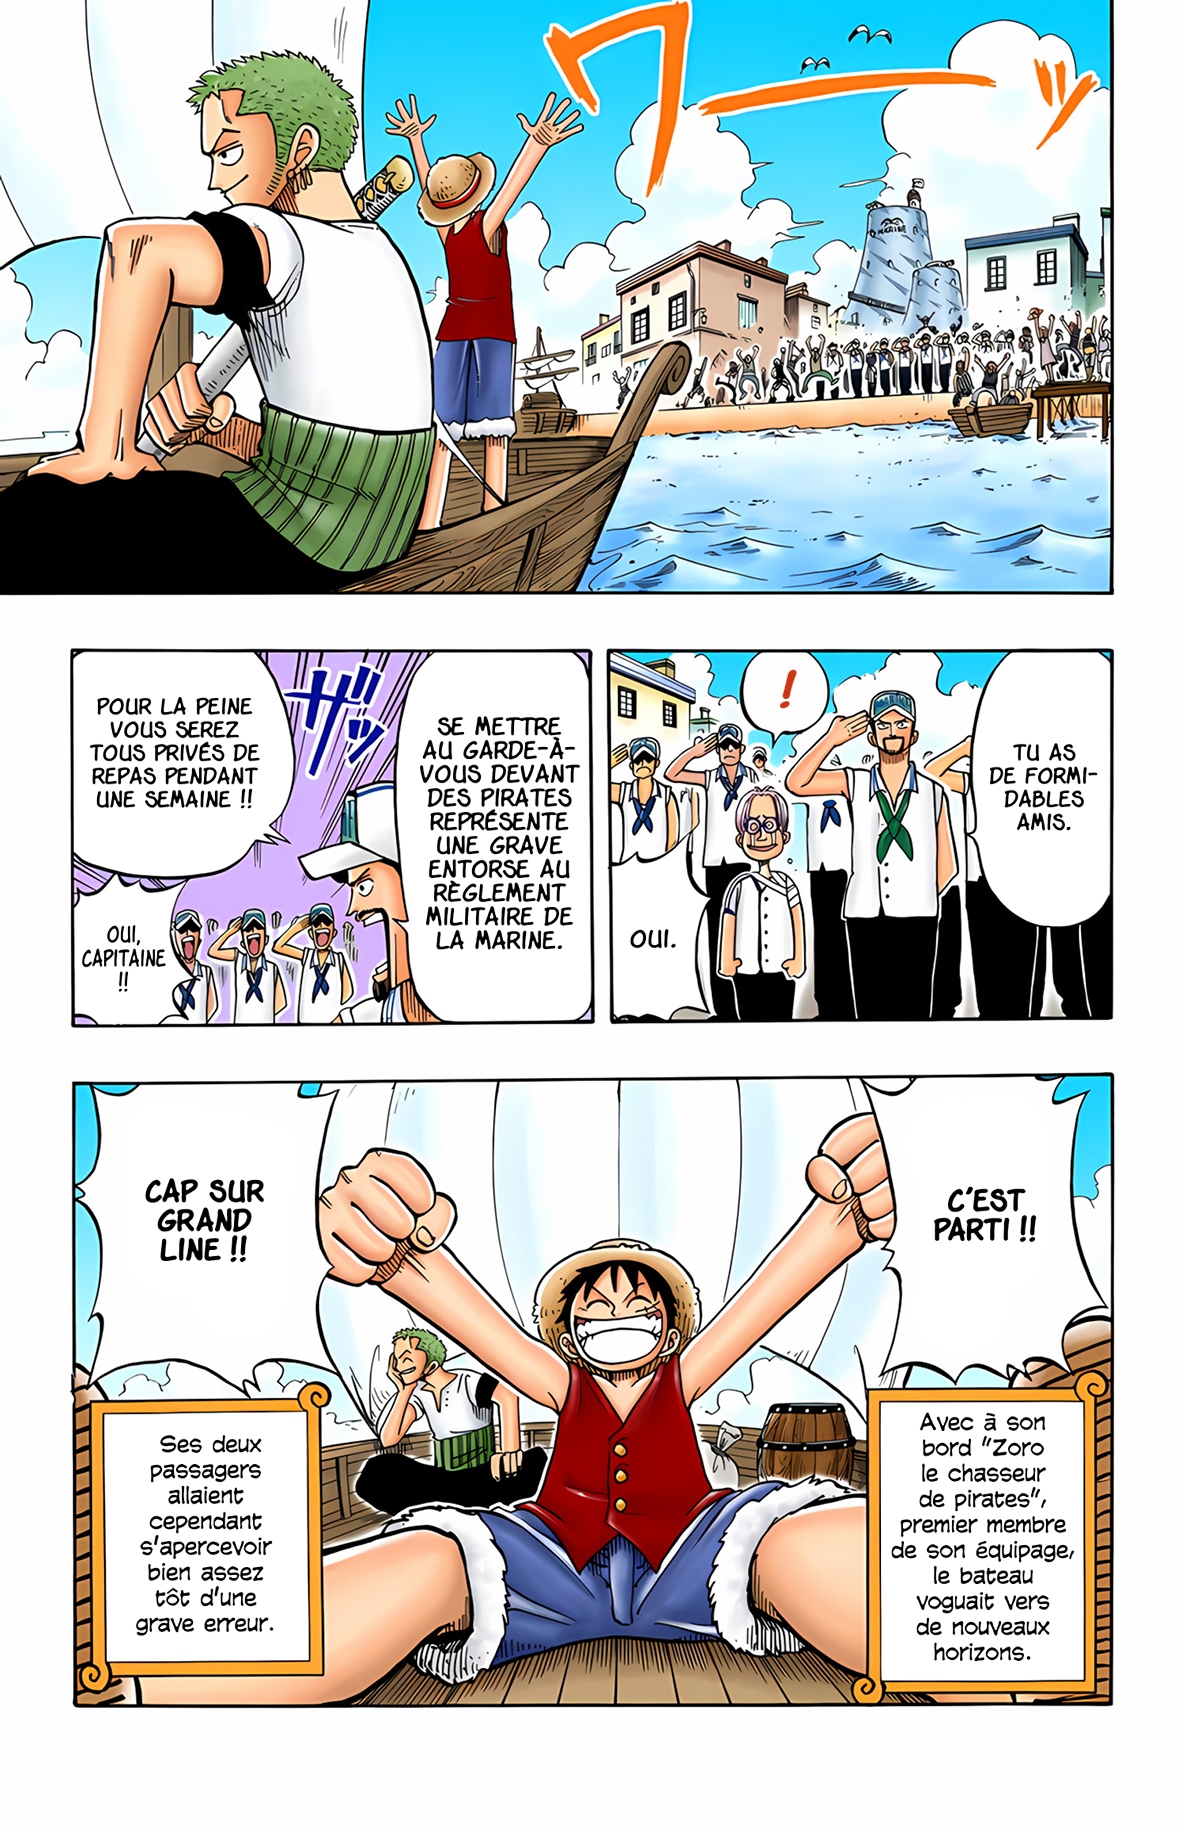 ワーッ
MARINE
!
TU AS
DE FORMI-
DABLES
AMIS.
OUI.
SE METTRE
AU GARDE-À-
VOUS DEVANT
DES PIRATES
REPRÉSENTE
UNE GRAVE
ENTORSE AU
RÈGLEMENT
MILITAIRE DE
LA MARINE.
ザッ
POUR LA PEINE
VOUS SEREZ
TOUS PRIVÉS DE
REPAS PENDANT
UNE SEMAINE !!
OUI,
CAPITAINE
!!
C'EST
PARTI !!
CAP SUR
GRAND
LINE !!
Avec à son
bord "Zoro
le chasseur
de pirates",
premier membre
de son équipage,
le bateau
voguait vers
de nouveaux
horizons.
Ses deux
passagers
allaient
cependant
s'apercevoir
bien assez
tôt d'une
grave erreur.